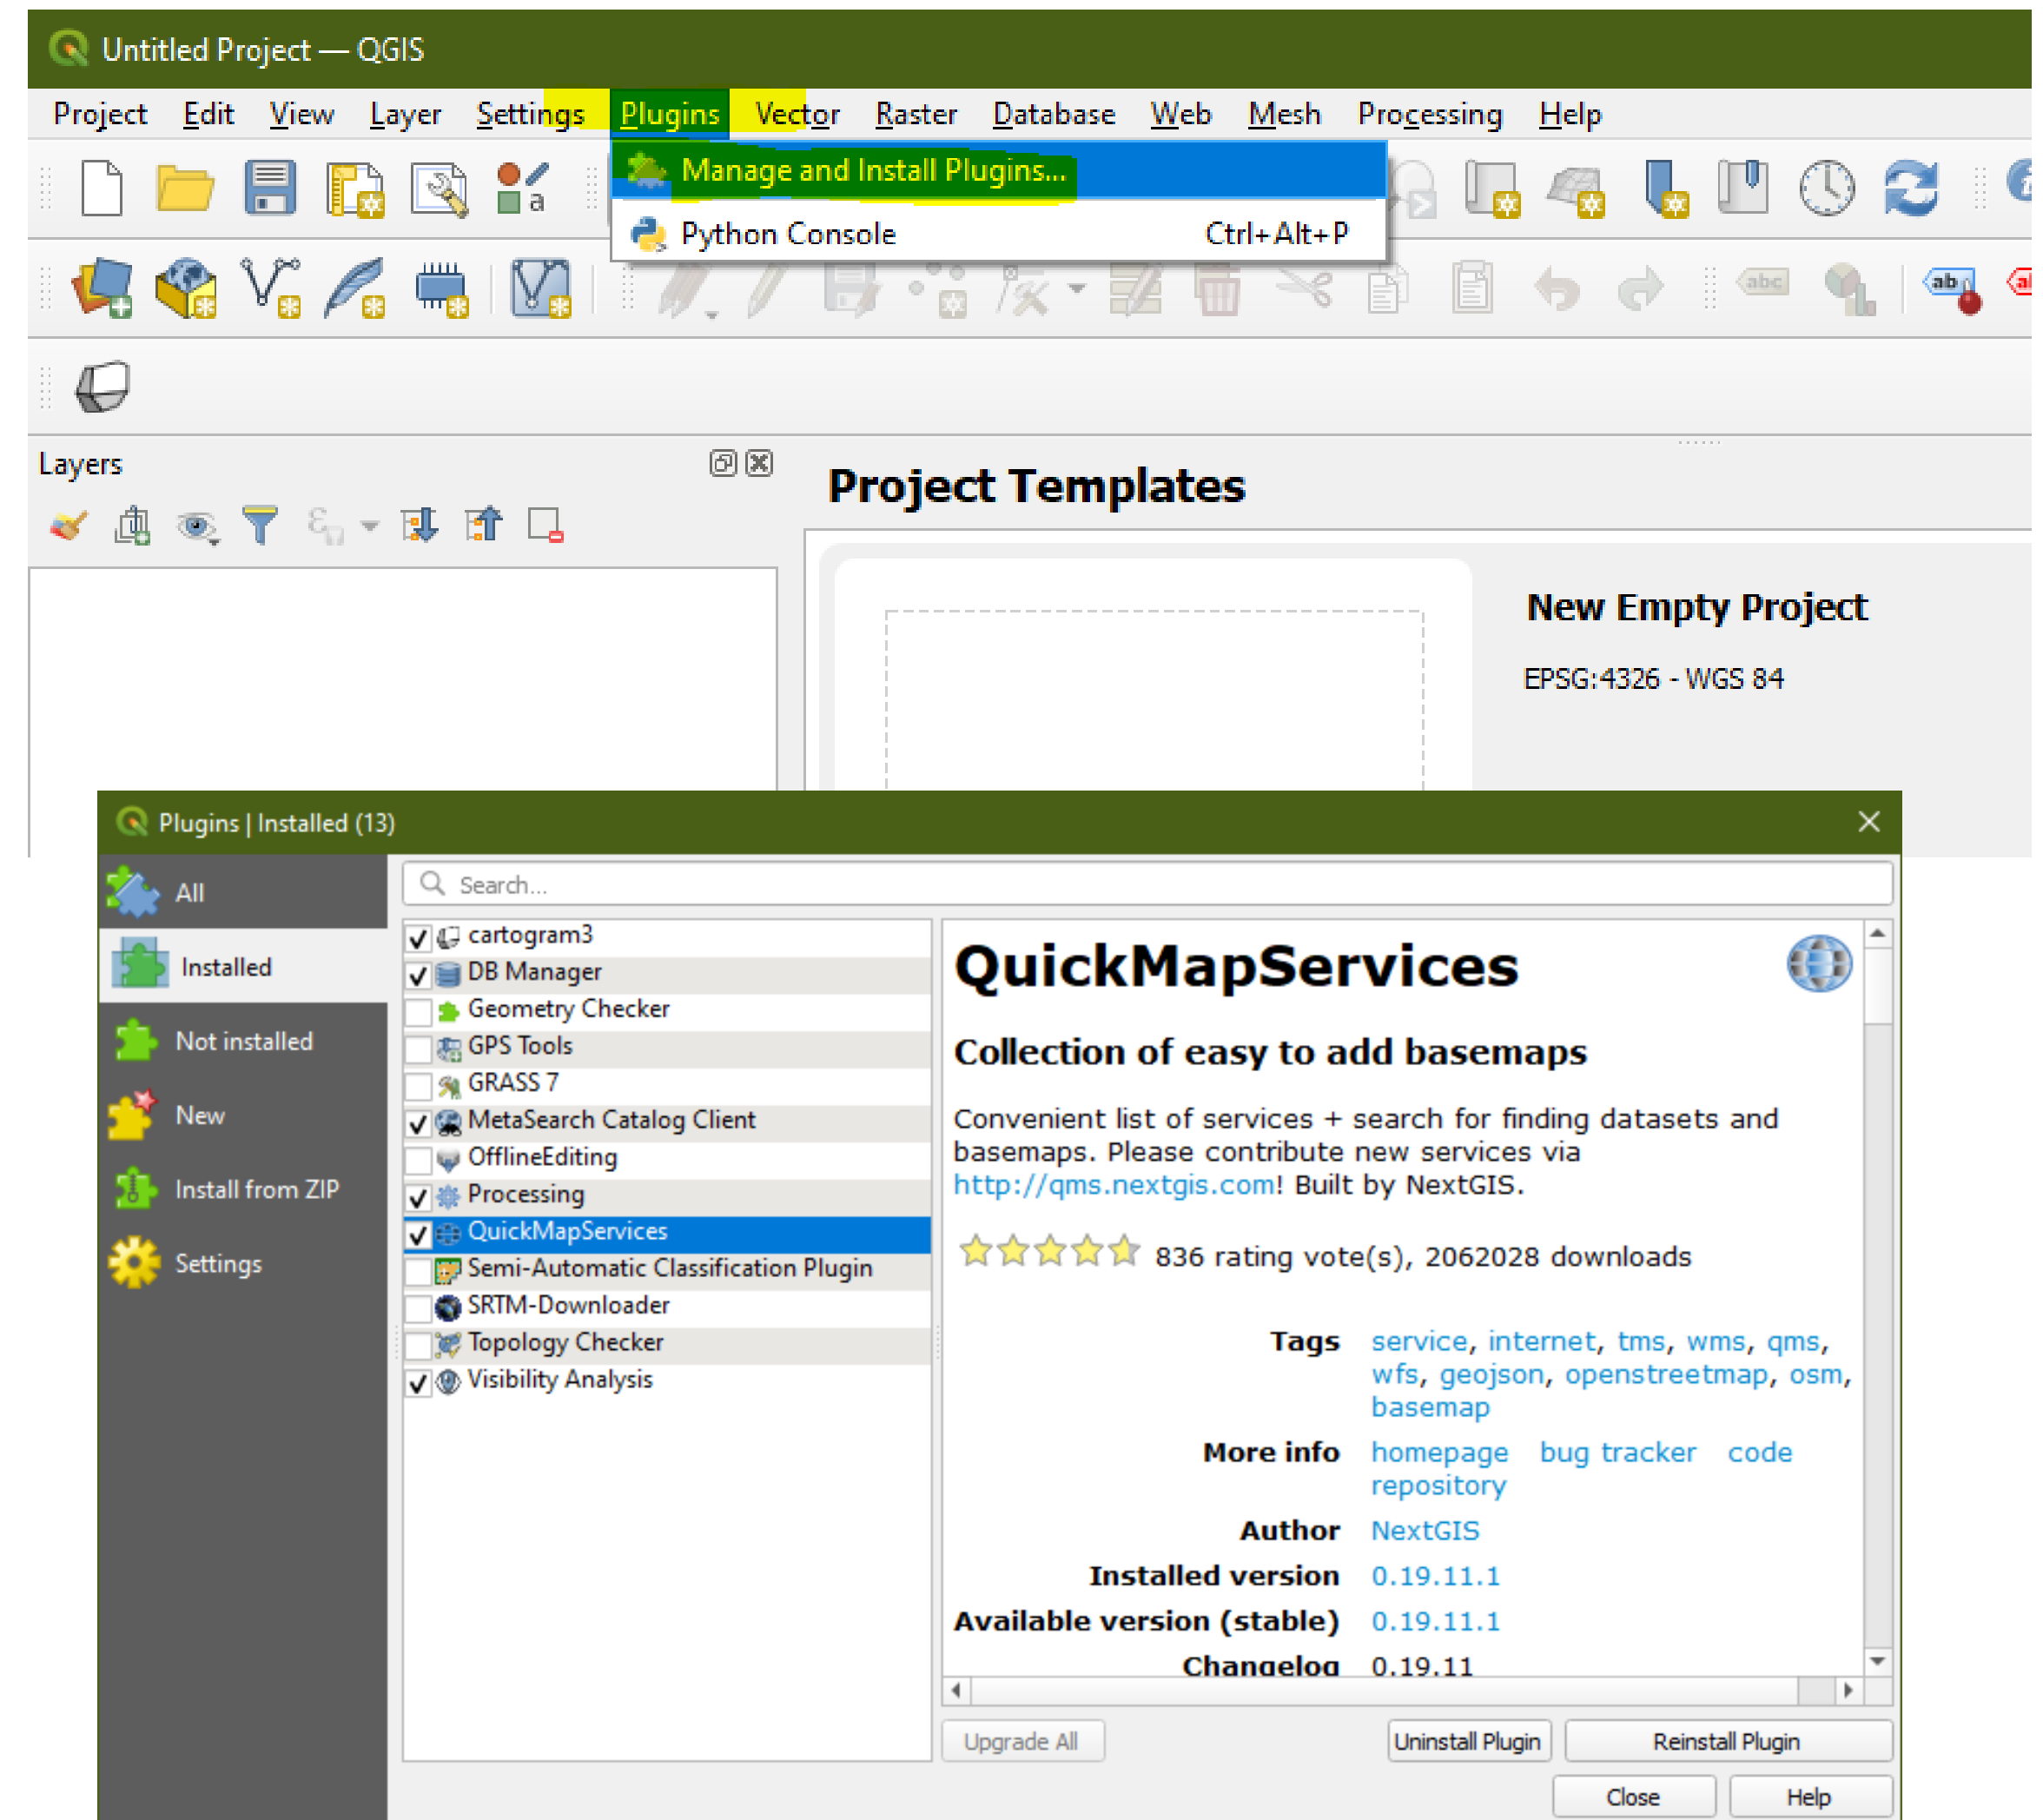 Untitled Project — QGIS
Project Edit View Layer Settings Plugins Vector Raster Database Web Mesh Processing Help
Manage and Install Plugins...
Python Console Ctrl+Alt+P
a
abc
ab
Layers
Project Templates
New Empty Project
EPSG:4326 - WGS 84
Plugins | Installed (13)
All
Installed
Not installed
New
Install from ZIP
Settings
Search...
cartogram3
DB Manager
Geometry Checker
GPS Tools
GRASS 7
MetaSearch Catalog Client
OfflineEditing
Processing
QuickMapServices
Semi-Automatic Classification Plugin
SRTM-Downloader
Topology Checker
Visibility Analysis
QuickMapServices
Collection of easy to add basemaps
Convenient list of services + search for finding datasets and
basemaps. Please contribute new services via
http://qms.nextgis.com! Built by NextGIS.
836 rating vote(s), 2062028 downloads
Tags service, internet, tms, wms, qms,
wfs, geojson, openstreetmap, osm,
basemap
More info homepage bug tracker code
repository
Author NextGIS
Installed version 0.19.11.1
Available version (stable) 0.19.11.1
Changelog 0.19.11
Upgrade All
Uninstall Plugin
Reinstall Plugin
Close
Help